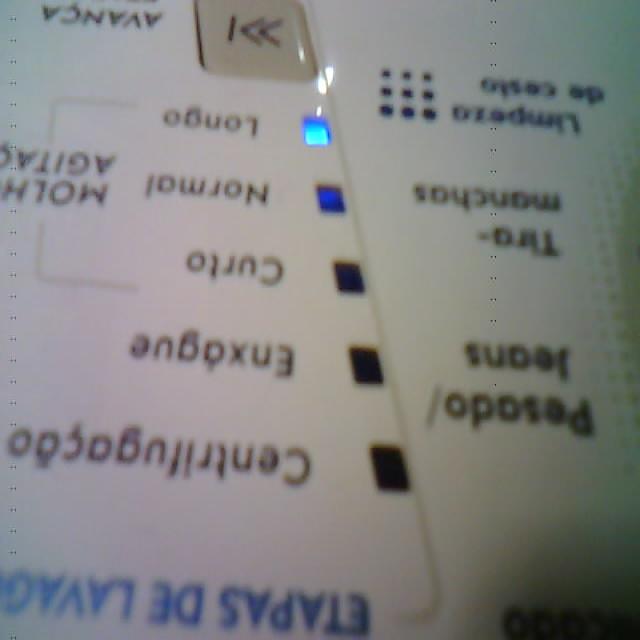 ETAPAS DE LAVAG
Centrifugação
Enxágue
Curto
Normal
Longo
MOLH
AGITAÇ
AVANÇA
Pesado/
Jeans
Tira-
manchas
Limpeza
de cesto